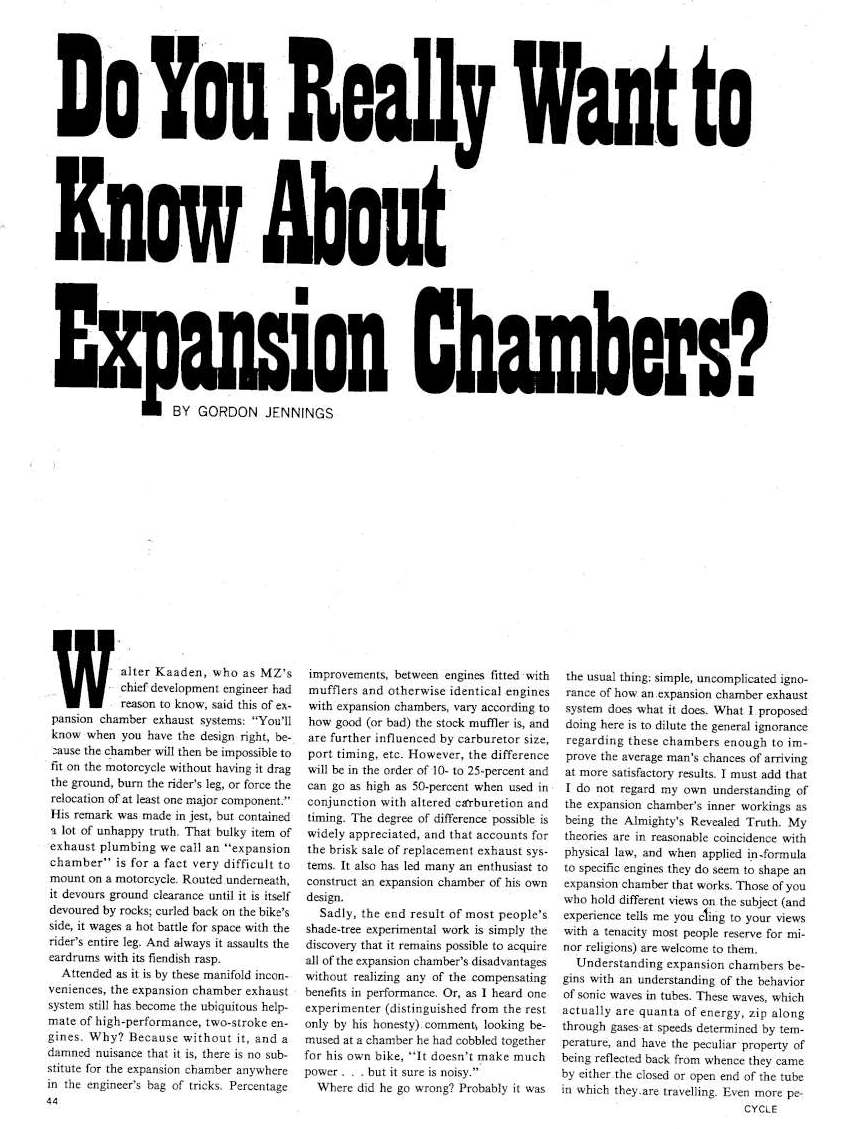 Do You Really Want to
Know About
Expansion Chambers?
BY GORDON JENNINGS
Walter Kaaden, who as MZ's
chief development engineer had
reason to know, said this of ex-
pansion chamber exhaust systems: "You'll
know when you have the design right, be-
cause the chamber will then be impossible to
fit on the motorcycle without having it drag
the ground, burn the rider's leg, or force the
relocation of at least one major component."
His remark was made in jest, but contained
a lot of unhappy truth. That bulky item of
exhaust plumbing we call an "expansion
chamber" is for a fact very difficult to
mount on a motorcycle. Routed underneath,
it devours ground clearance until it is itself
devoured by rocks; curled back on the bike's
side, it wages a hot battle for space with the
rider's entire leg. And always it assaults the
eardrums with its fiendish rasp.
Attended as it is by these manifold incon-
veniences, the expansion chamber exhaust
system still has become the ubiquitous help-
mate of high-performance, two-stroke en-
gines. Why? Because without it, and a
damned nuisance that it is, there is no sub-
stitute for the expansion chamber anywhere
in the engineer's bag of tricks. Percentage
improvements, between engines fitted with
mufflers and otherwise identical engines
with expansion chambers, vary according to
how good (or bad) the stock muffler is, and
are further influenced by carburetor size,
port timing, etc. However, the difference
will be in the order of 10- to 25-percent and
can go as high as 50-percent when used in
conjunction with altered carburetion and
timing. The degree of difference possible is
widely appreciated, and that accounts for
the brisk sale of replacement exhaust sys-
tems. It also has led many an enthusiast to
construct an expansion chamber of his own
design.
Sadly, the end result of most people's
shade-tree experimental work is simply the
discovery that it remains possible to acquire
all of the expansion chamber's disadvantages
without realizing any of the compensating
benefits in performance. Or, as I heard one
experimenter (distinguished from the rest
only by his honesty) comment, looking be-
mused at a chamber he had cobbled together
for his own bike, "It doesn't make much
power . . . but it sure is noisy."
Where did he go wrong? Probably it was
the usual thing: simple, uncomplicated igno-
rance of how an expansion chamber exhaust
system does what it does. What I proposed
doing here is to dilute the general ignorance
regarding these chambers enough to im-
prove the average man's chances of arriving
at more satisfactory results. I must add that
I do not regard my own understanding of
the expansion chamber's inner workings as
being the Almighty's Revealed Truth. My
theories are in reasonable coincidence with
physical law, and when applied in formula
to specific engines they do seem to shape an
expansion chamber that works. Those of you
who hold different views on the subject (and
experience tells me you cling to your views
with a tenacity most people reserve for mi-
nor religions) are welcome to them.
Understanding expansion chambers be-
gins with an understanding of the behavior
of sonic waves in tubes. These waves, which
actually are quanta of energy, zip along
through gases at speeds determined by tem-
perature, and have the peculiar property of
being reflected back from whence they came
by either the closed or open end of the tube
in which they are travelling. Even more pe-
44
CYCLE